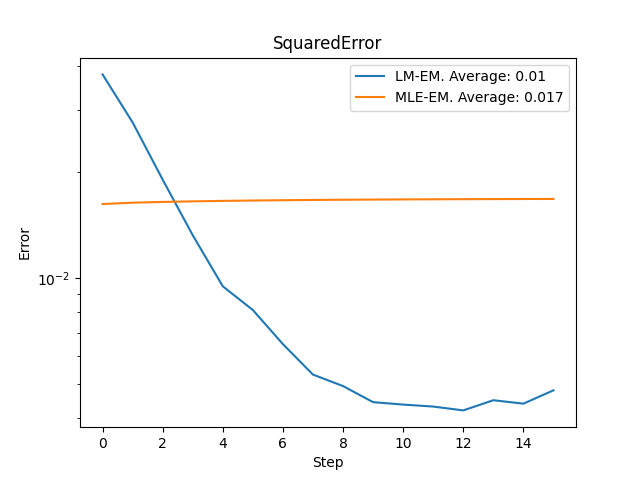 SquaredError
LM-EM. Average: 0.01
MLE-EM. Average: 0.017
Error
10⁻²
0 2 4 6 8 10 12 14
Step